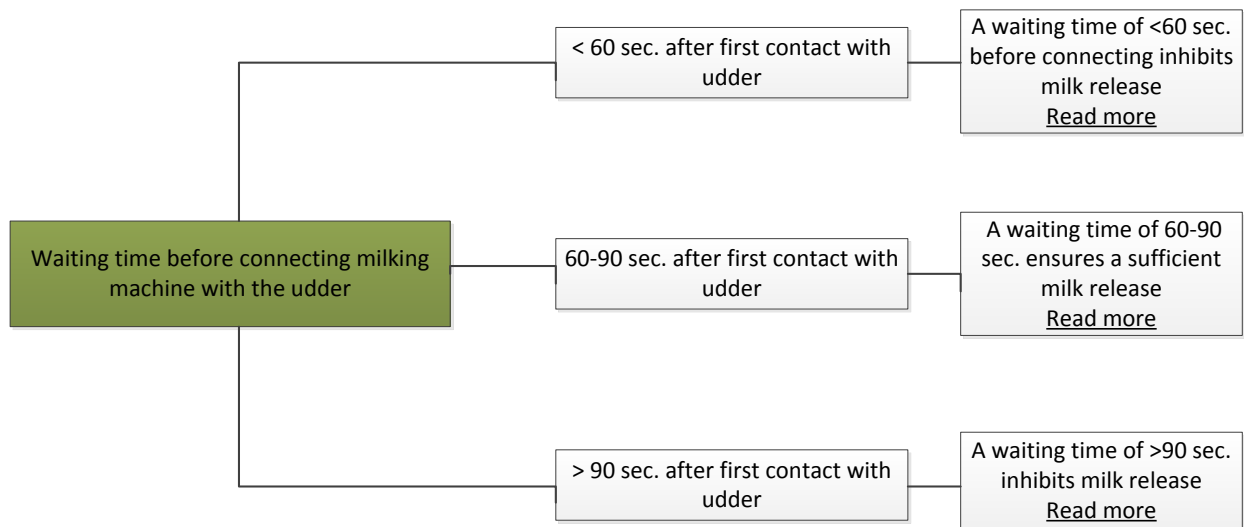 < 60 sec. after first contact with
udder
A waiting time of <60 sec.
before connecting inhibits
milk release
Read more
Waiting time before connecting milking
machine with the udder
60-90 sec. after first contact with
udder
A waiting time of 60-90
sec. ensures a sufficient
milk release
Read more
> 90 sec. after first contact with
udder
A waiting time of >90 sec.
inhibits milk release
Read more